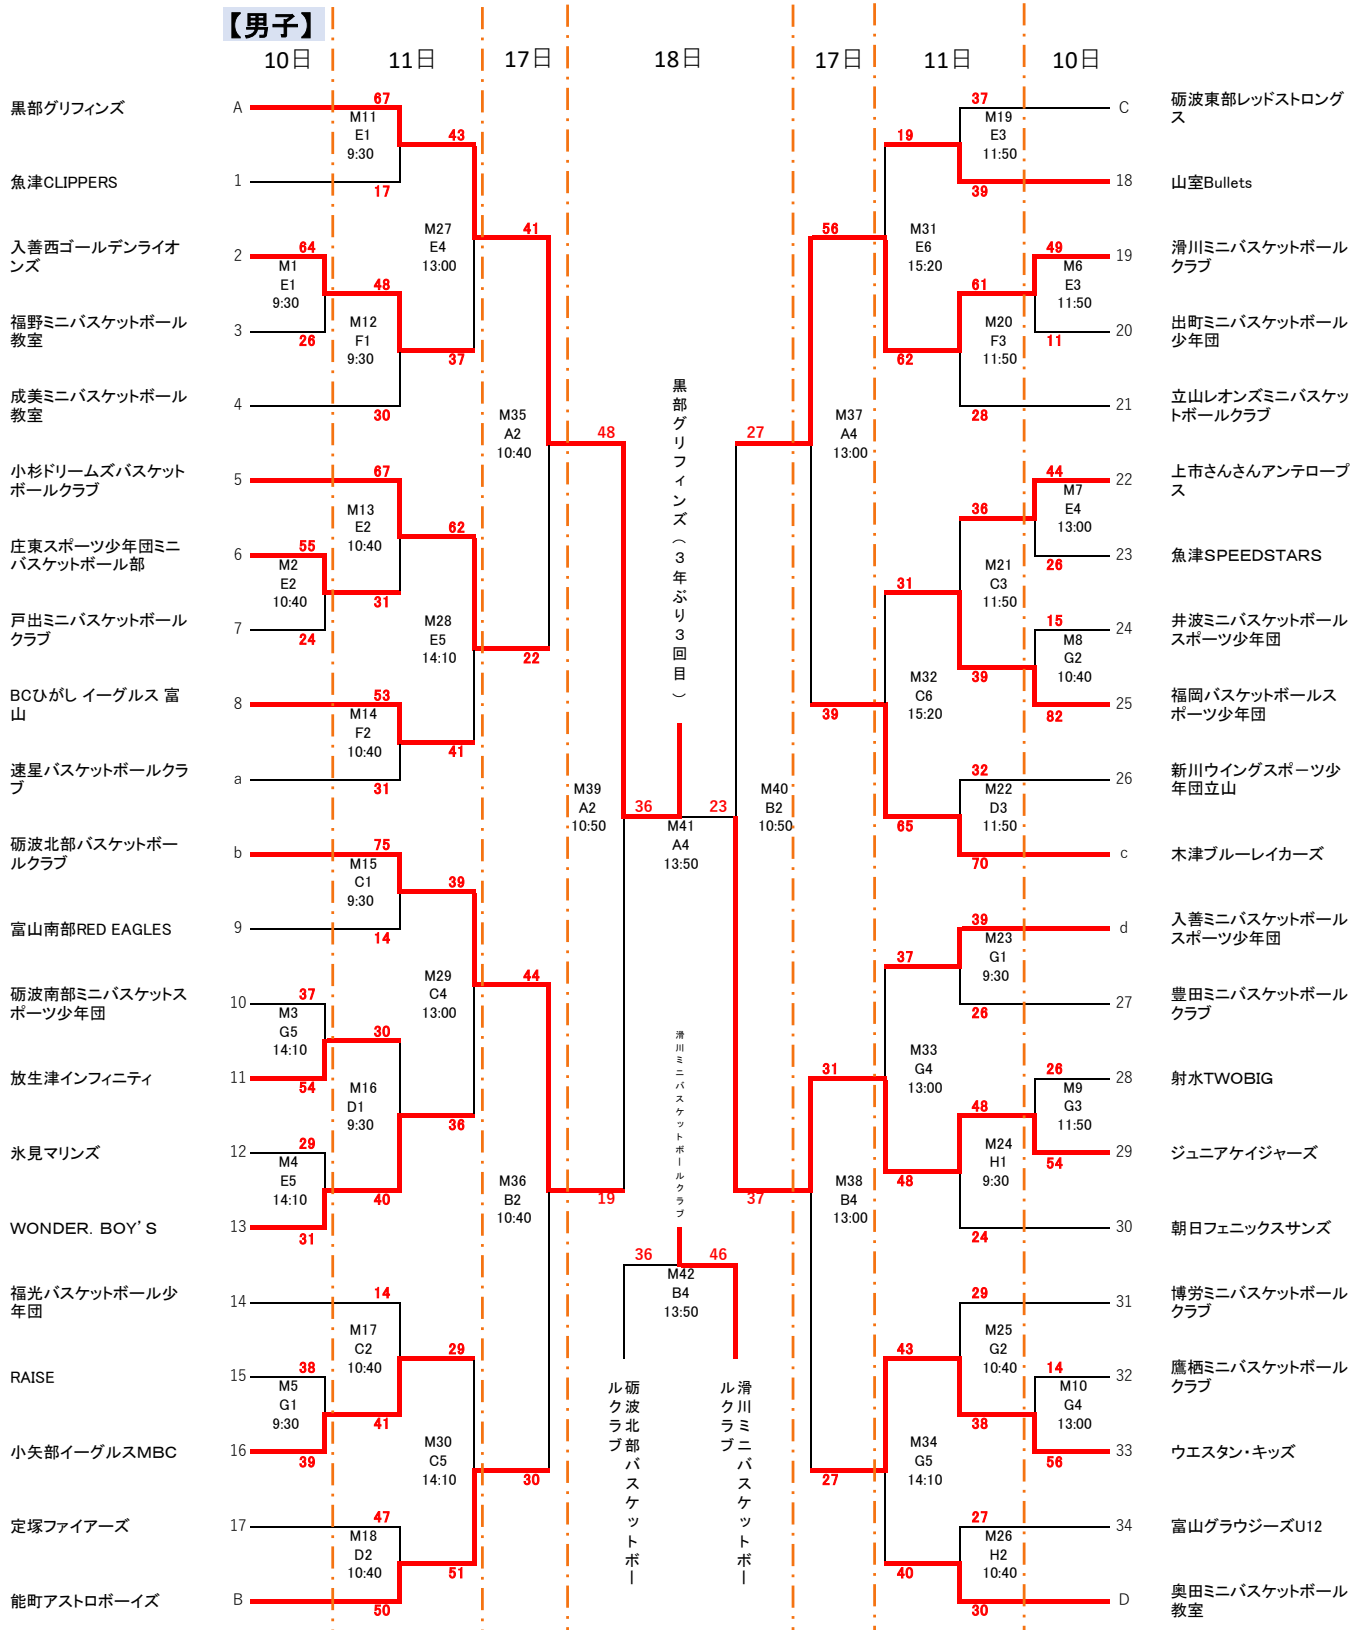 【男子】
10日
11日
17日
18日
17日
11日
10日
黒部グリフィンズ
A
67
M11
E1
9:30
17
魚津CLIPPERS
1
43
M27
E4
13:00
37
入善西ゴールデンライオ
ンズ
2
64
M1
E1
9:30
26
福野ミニバスケットボール
教室
3
48
M12
F1
9:30
30
成美ミニバスケットボール
教室
4
41
M35
A2
10:40
22
小杉ドリームズバスケット
ボールクラブ
5
67
M13
E2
10:40
31
庄東スポーツ少年団ミニ
バスケットボール部
6
55
M2
E2
10:40
24
戸出ミニバスケットボール
クラブ
7
62
M28
E5
14:10
41
BCひがし イーグルス 富
山
8
53
M14
F2
10:40
31
速星バスケットボールクラ
ブ
a
48
M39
A2
10:50
19
砺波北部バスケットボー
ルクラブ
b
75
M15
C1
9:30
14
富山南部RED EAGLES
9
39
M29
C4
13:00
36
砺波南部ミニバスケットス
ポーツ少年団
10
37
M3
G5
14:10
54
放生津インフィニティ
11
30
M16
D1
9:30
40
氷見マリンズ
12
29
M4
E5
14:10
31
WONDER. BOY'S
13
44
M36
B2
10:40
30
福光バスケットボール少
年団
14
14
M17
C2
10:40
41
RAISE
15
38
M5
G1
9:30
39
小矢部イーグルスMBC
16
29
M30
C5
14:10
51
定塚ファイアーズ
17
47
M18
D2
10:40
50
能町アストロボーイズ
B
黒部グリフィンズ（３年ぶり３回目）
36
M41
A4
13:50
23
滑川ミニバスケットボールクラブ
36
M42
B4
13:50
46
砺波北部バスケットボー
ルクラブ
滑川ミニバスケットボー
ルクラブ
27
M40
B2
10:50
37
砺波東部レッドストロング
ス
C
37
M19
E3
11:50
39
山室Bullets
18
19
M31
E6
15:20
62
滑川ミニバスケットボール
クラブ
19
49
M6
E3
11:50
11
出町ミニバスケットボール
少年団
20
61
M20
F3
11:50
28
立山レオンズミニバスケッ
トボールクラブ
21
56
M37
A4
13:00
39
上市さんさんアンテロープ
ス
22
44
M7
E4
13:00
26
魚津SPEEDSTARS
23
36
M21
C3
11:50
39
井波ミニバスケットボール
スポーツ少年団
24
15
M8
G2
10:40
82
福岡バスケットボールス
ポーツ少年団
25
31
M32
C6
15:20
65
新川ウイングスポーツ少
年団立山
26
32
M22
D3
11:50
70
木津ブルーレイカーズ
c
入善ミニバスケットボール
スポーツ少年団
d
39
M23
G1
9:30
26
豊田ミニバスケットボール
クラブ
27
37
M33
G4
13:00
48
射水TWOBIG
28
26
M9
G3
11:50
54
ジュニアケイジャーズ
29
48
M24
H1
9:30
24
朝日フェニックスサンズ
30
31
M38
B4
13:00
27
博労ミニバスケットボール
クラブ
31
29
M25
G2
10:40
38
鷹栖ミニバスケットボール
クラブ
32
14
M10
G4
13:00
56
ウエスタン・キッズ
33
43
M34
G5
14:10
40
富山グラウジーズU12
34
27
M26
H2
10:40
30
奥田ミニバスケットボール
教室
D